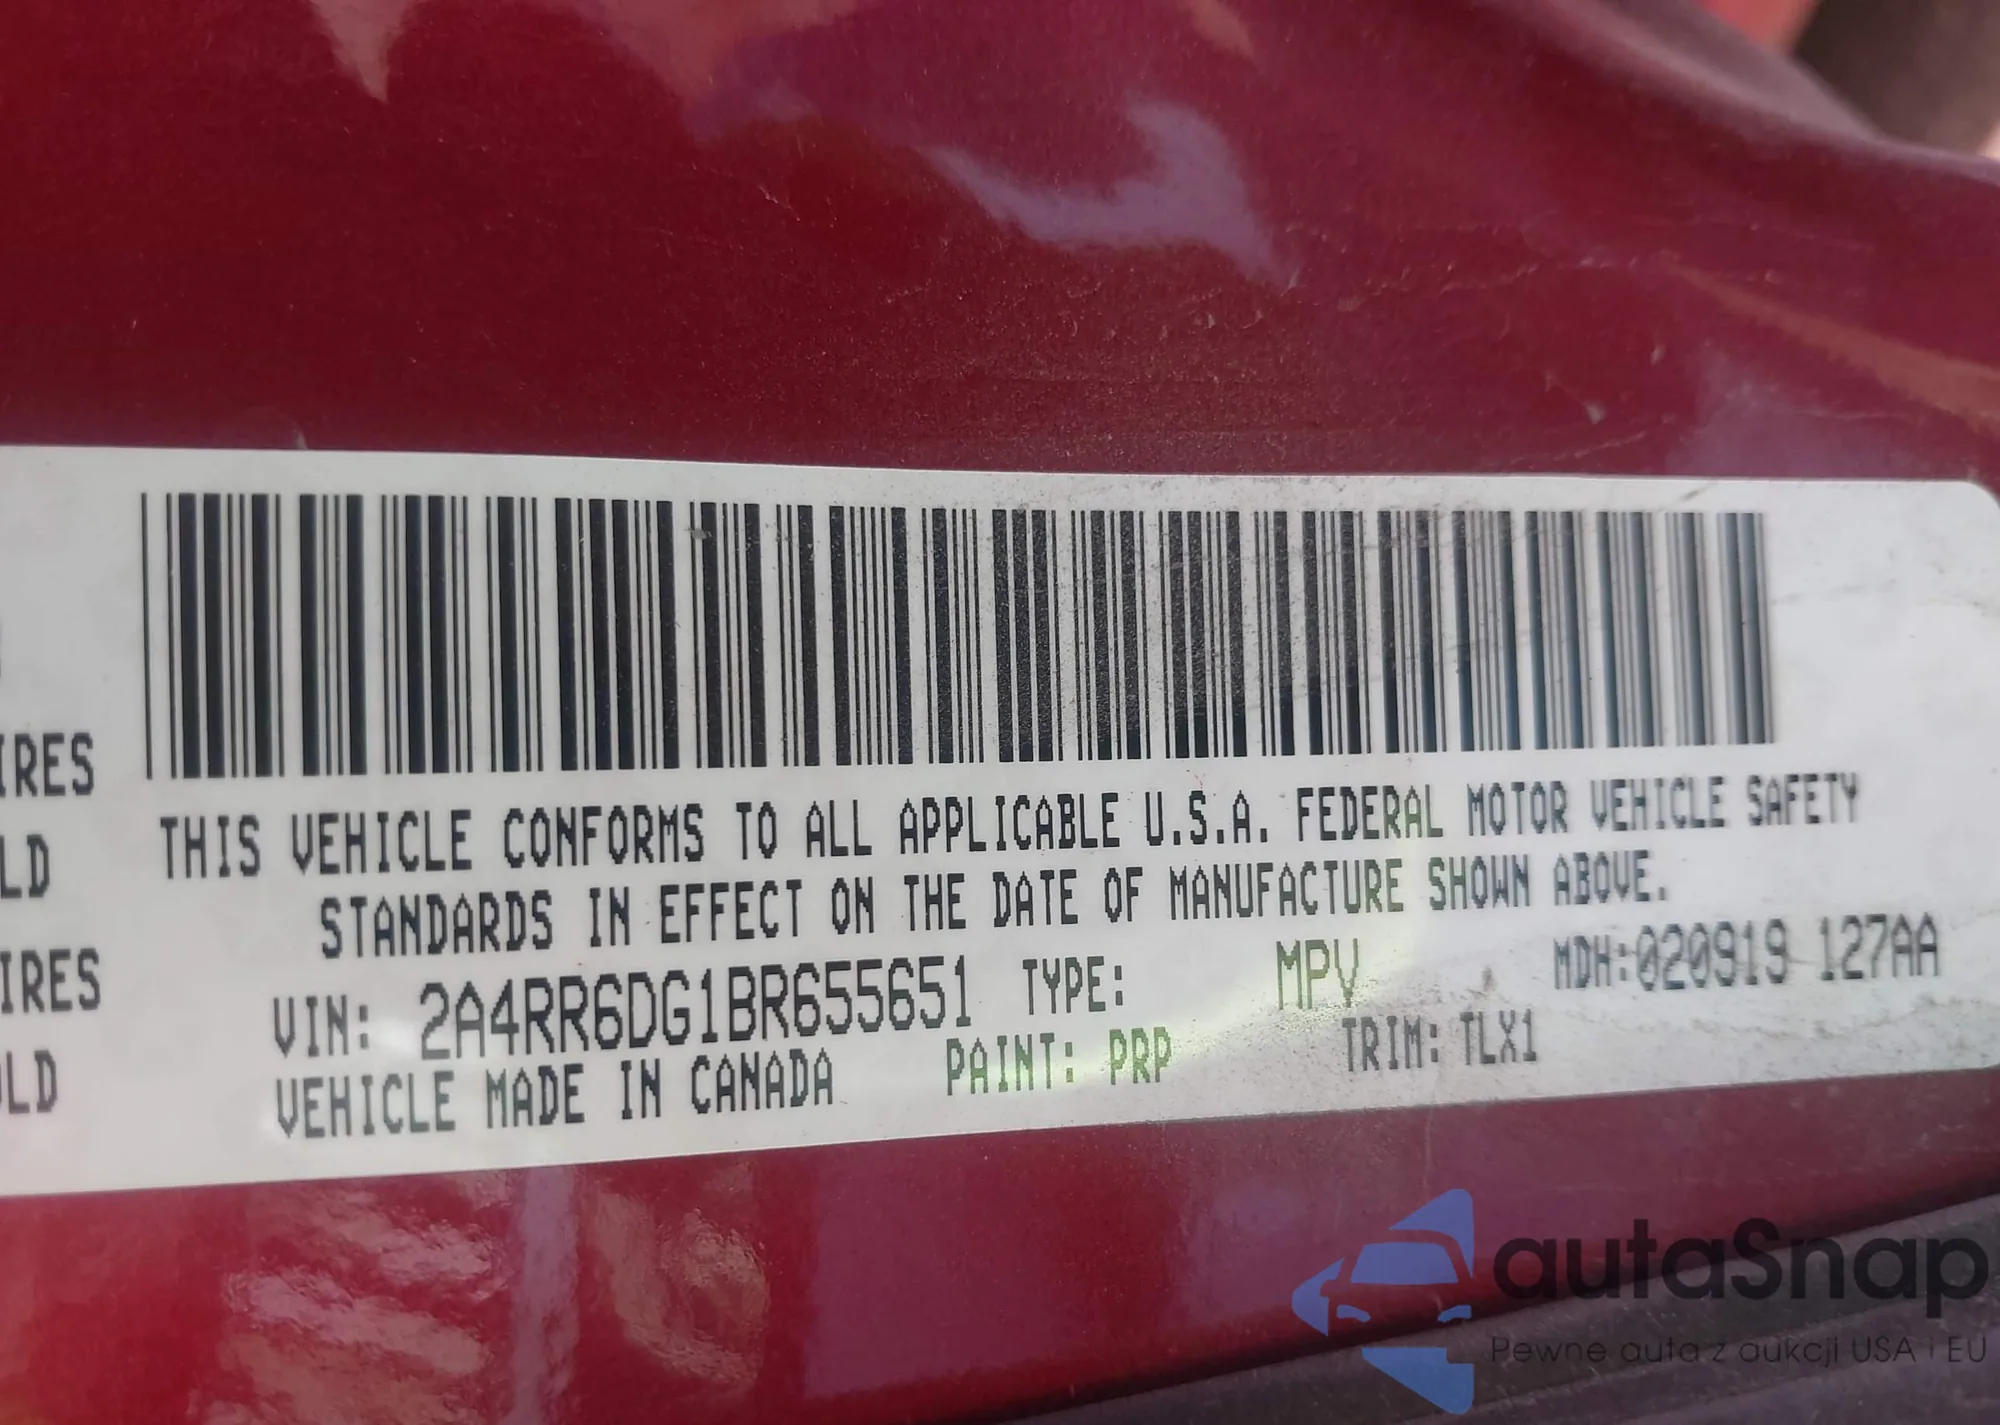 IRES
LD
IRES
LD
THIS VEHICLE CONFORMS TO ALL APPLICABLE U.S.A. FEDERAL MOTOR VEHICLE SAFETY
STANDARDS IN EFFECT ON THE DATE OF MANUFACTURE SHOWN ABOVE.
VIN: 2A4RR6DG1BR655651 TYPE: MPV MDH:020919 127AA
VEHICLE MADE IN CANADA PAINT: PRP TRIM: TLX1
autaSnap
Pewne auta z aukcji USA i EU